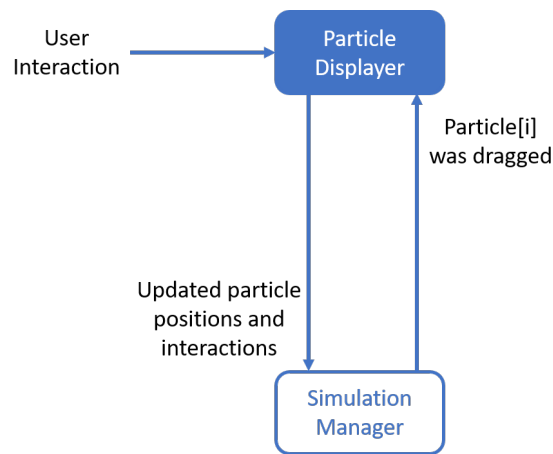 User
Interaction
Particle
Displayer
Particle[i]
was dragged
Updated particle
positions and
interactions
Simulation
Manager